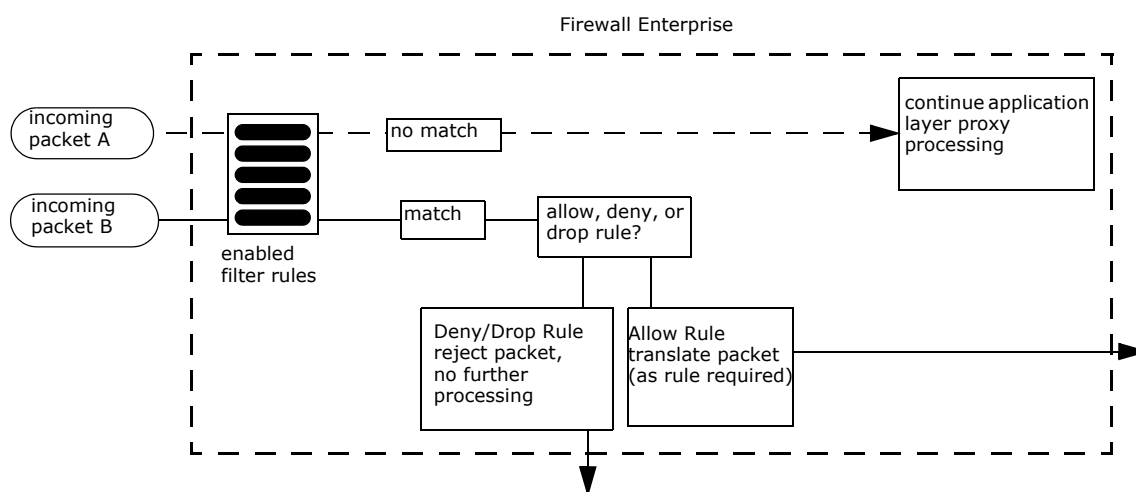 Firewall Enterprise
incoming
packet A
no match
continue application
layer proxy
processing
incoming
packet B
match
allow, deny, or
drop rule?
enabled
filter rules
Deny/Drop Rule
reject packet,
no further
processing
Allow Rule
translate packet
(as rule required)